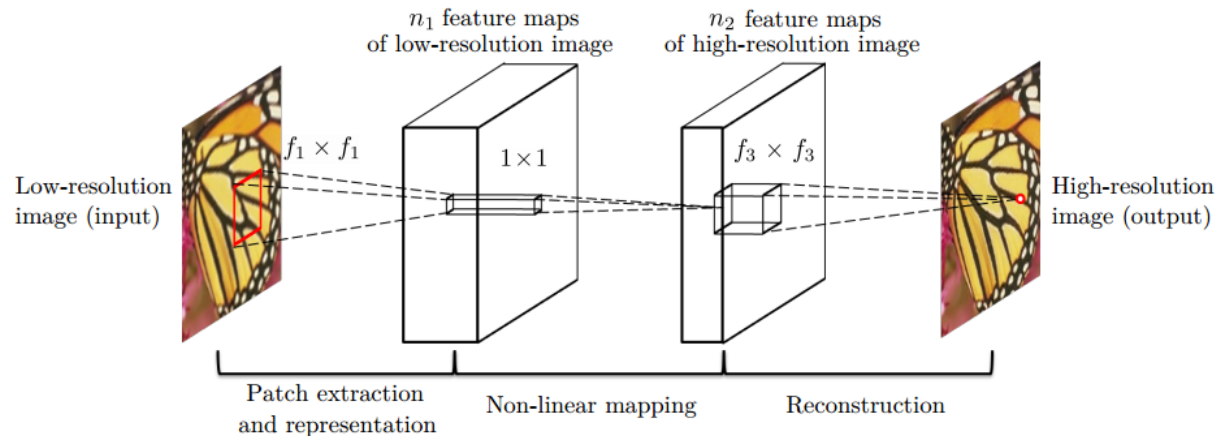 n₁ feature maps
of low-resolution image
n₂ feature maps
of high-resolution image
f₁ × f₁
1×1
f₃ × f₃
Low-resolution
image (input)
High-resolution
image (output)
Patch extraction
and representation
Non-linear mapping
Reconstruction